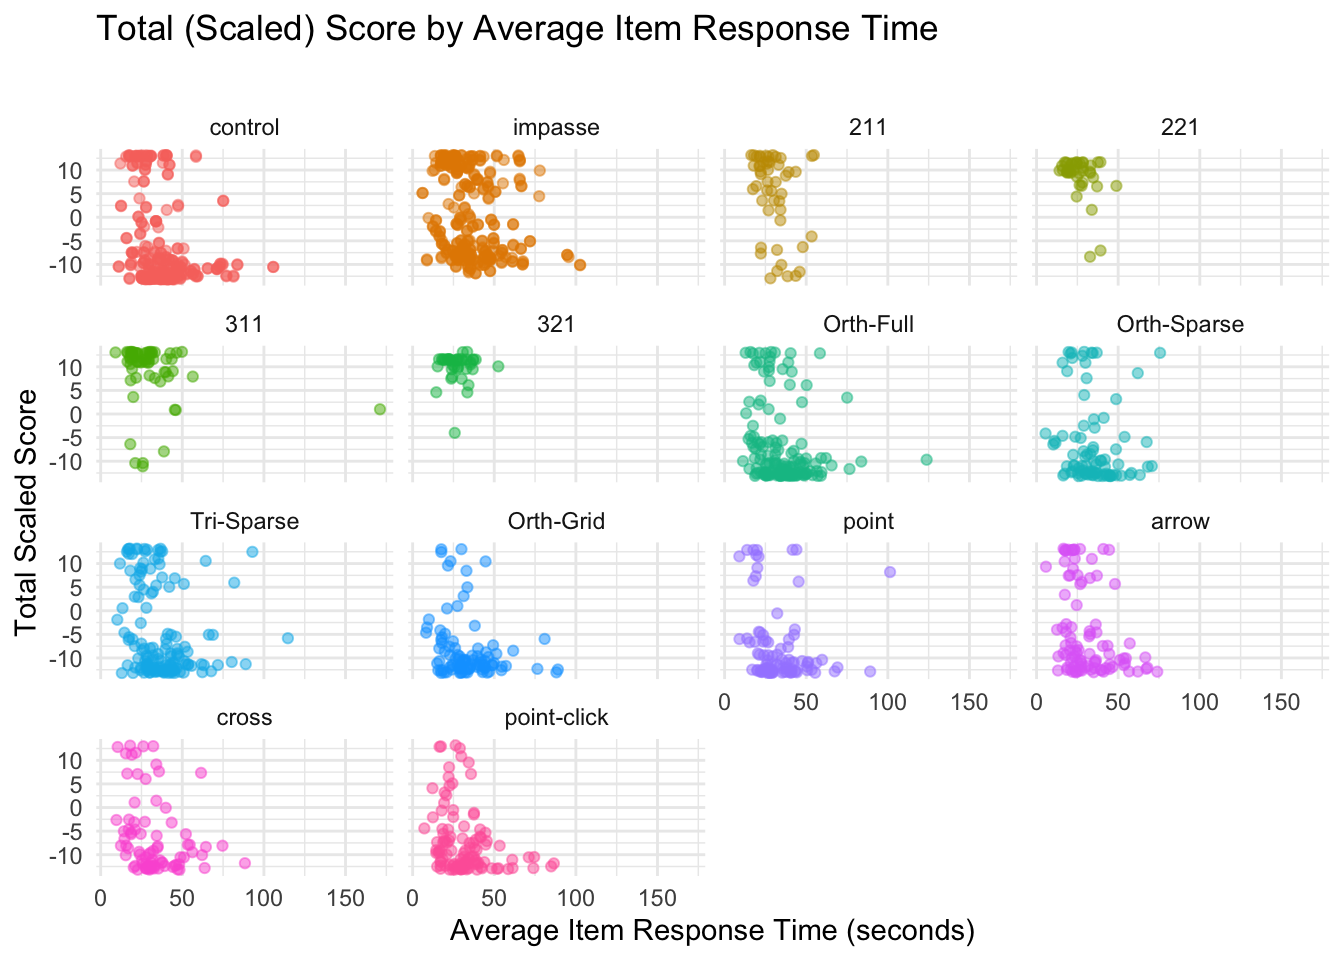 Total (Scaled) Score by Average Item Response Time
control impasse 211 221
10
5
0
-5
-10
311 321 Orth-Full Orth-Sparse
10
5
0
-5
-10
Tri-Sparse Orth-Grid point arrow
10
5
0
-5
-10
0 50 100 150 0 50 100 150
cross point-click
10
5
0
-5
-10
0 50 100 150 0 50 100 150
Average Item Response Time (seconds)
Total Scaled Score